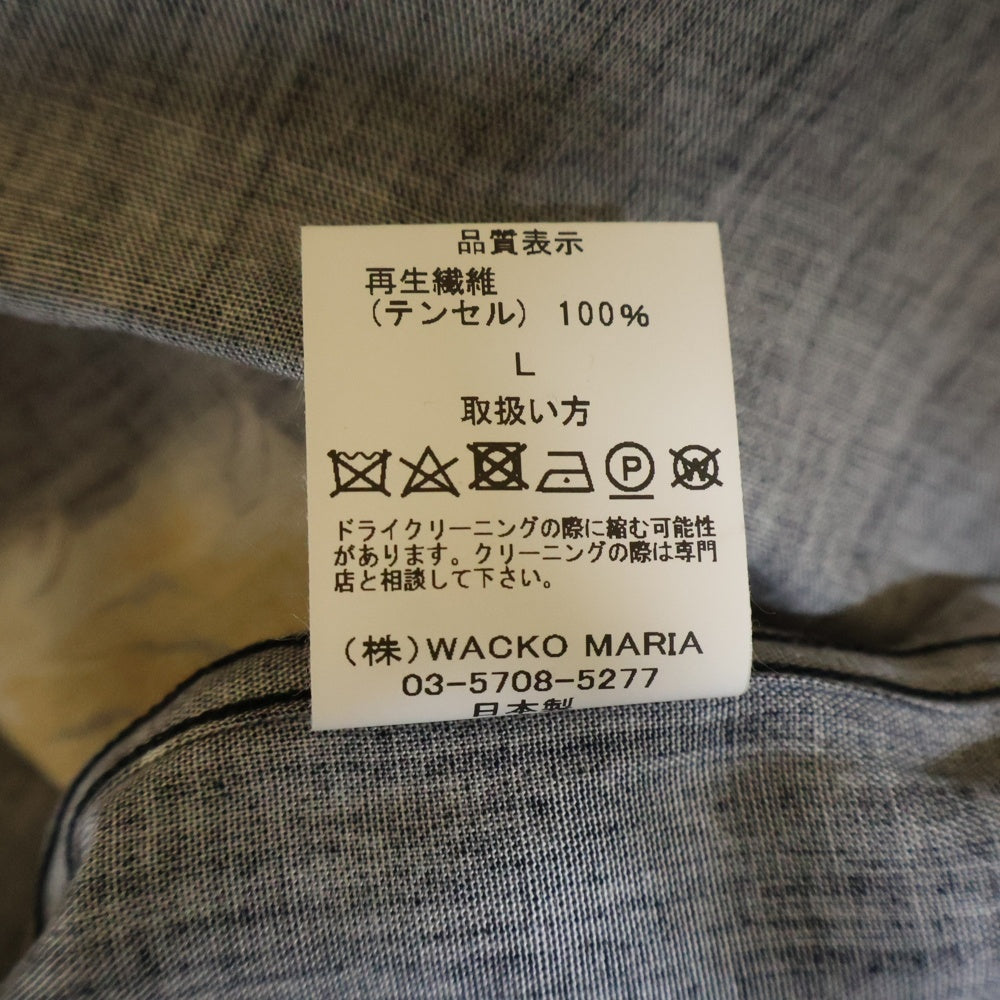 品質表示
再生繊維
(テンセル) 100%
L
取扱い方
P W
ドライクリーニングの際に縮む可能性
があります。クリーニングの際は専門
店と相談して下さい。
(株)WACKO MARIA
03-5708-5277
日本製